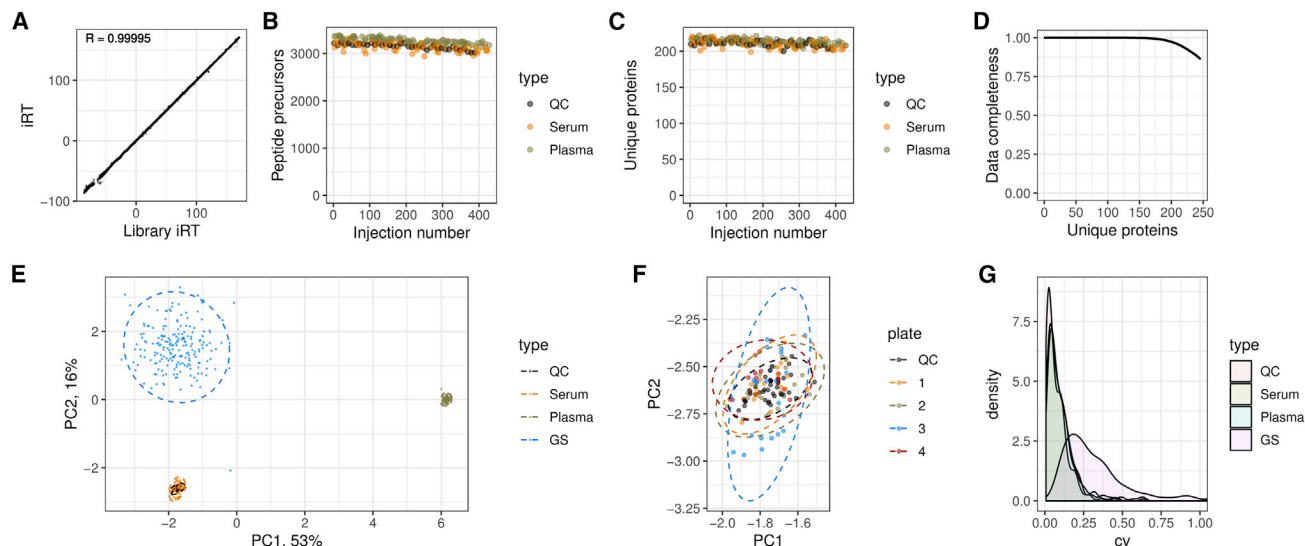 A
R = 0.99995
100
0
−100
iRT
0
100
Library iRT
B
3000
2000
1000
0
Peptide precursors
0
100
200
300
400
Injection number
type
QC
Serum
Plasma
C
200
150
100
50
0
Unique proteins
0
100
200
300
400
Injection number
type
QC
Serum
Plasma
D
1.00
0.75
0.50
0.25
0.00
Data completeness
0
50
100
150
200
250
Unique proteins
E
2
0
−2
PC2, 16%
−2
0
2
4
6
PC1, 53%
type
QC
Serum
Plasma
GS
F
−2.25
−2.50
−2.75
−3.00
−3.25
PC2
−2.0
−1.8
−1.6
PC1
plate
QC
1
2
3
4
G
7.5
5.0
2.5
0.0
density
0.00
0.25
0.50
0.75
1.00
cv
type
QC
Serum
Plasma
GS